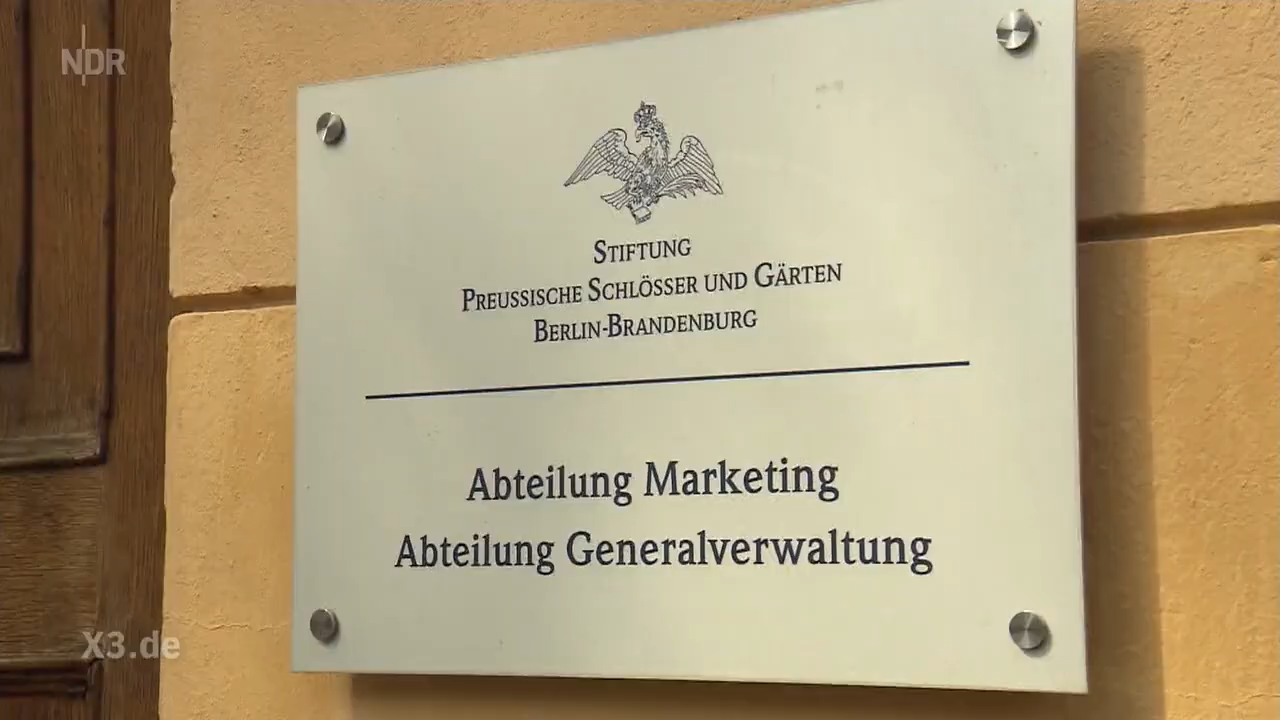 NDR
STIFTUNG
PREUSSISCHE SCHLÖSSER UND GÄRTEN
BERLIN-BRANDENBURG
Abteilung Marketing
Abteilung Generalverwaltung
X3.de